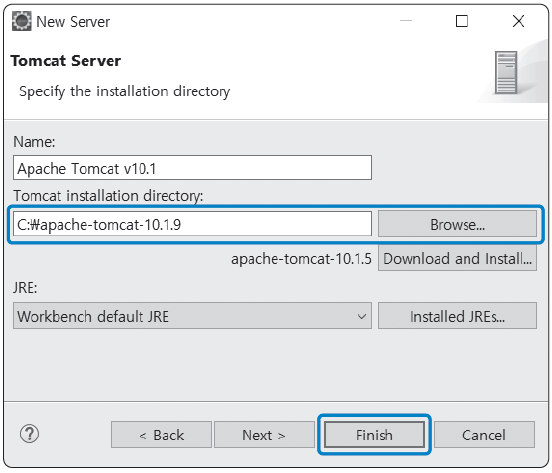 New Server
Tomcat Server
Specify the installation directory
Name:
Apache Tomcat v10.1
Tomcat installation directory:
C:₩apache-tomcat-10.1.9
Browse...
apache-tomcat-10.1.5
Download and Install...
JRE:
Workbench default JRE
Installed JREs...
?
< Back
Next >
Finish
Cancel